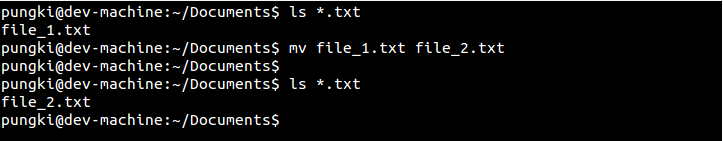 pungki@dev-machine:~/Documents$ ls *.txt
file_1.txt
pungki@dev-machine:~/Documents$ mv file_1.txt file_2.txt
pungki@dev-machine:~/Documents$
pungki@dev-machine:~/Documents$ ls *.txt
file_2.txt
pungki@dev-machine:~/Documents$